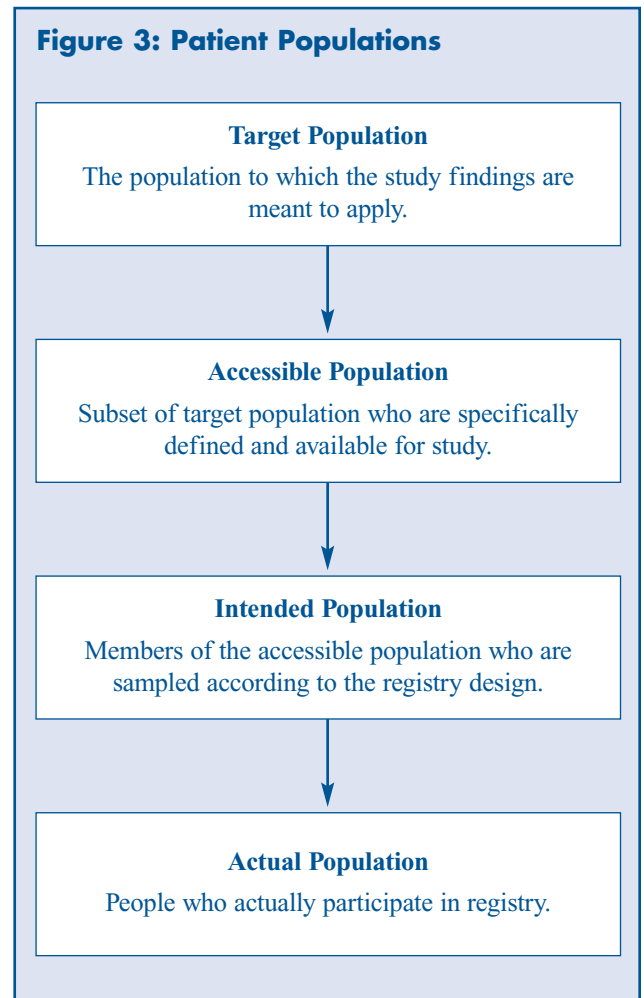 Figure 3: Patient Populations
Target Population
The population to which the study findings are
meant to apply.
Accessible Population
Subset of target population who are specifically
defined and available for study.
Intended Population
Members of the accessible population who are
sampled according to the registry design.
Actual Population
People who actually participate in registry.